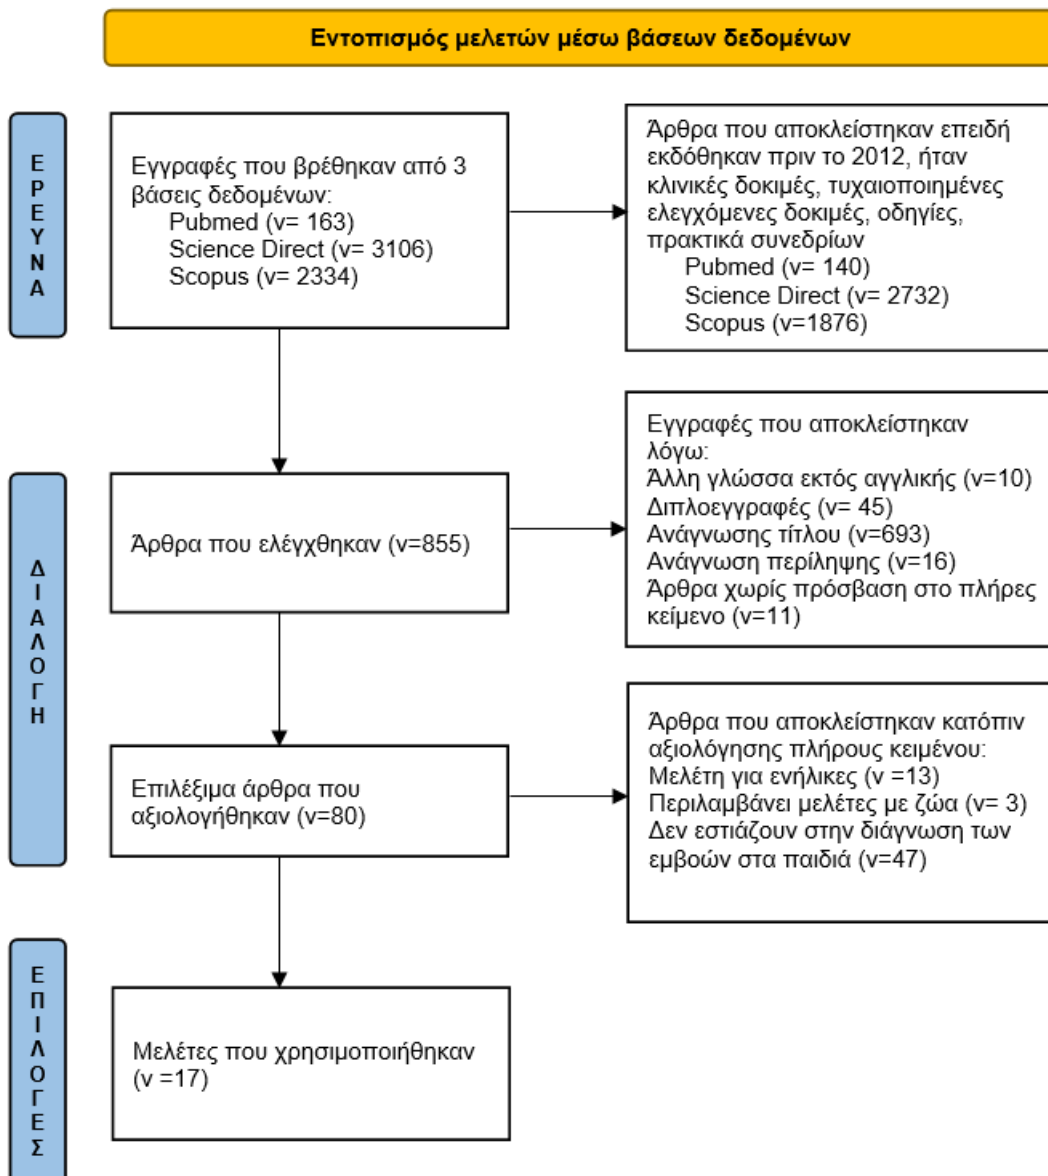 Εντοπισμός μελετών μέσω βάσεων δεδομένων
ΕΡΕΥΝΑ
Εγγραφές που βρέθηκαν από 3
βάσεις δεδομένων:
Pubmed (ν= 163)
Science Direct (ν= 3106)
Scopus (ν= 2334)
Άρθρα που αποκλείστηκαν επειδή
εκδόθηκαν πριν το 2012, ήταν
κλινικές δοκιμές, τυχαιοποιημένες
ελεγχόμενες δοκιμές, οδηγίες,
πρακτικά συνεδρίων
Pubmed (ν= 140)
Science Direct (ν= 2732)
Scopus (ν=1876)
ΔΙΑΛΟΓΗ
Άρθρα που ελέγχθηκαν (ν=855)
Εγγραφές που αποκλείστηκαν
λόγω:
Άλλη γλώσσα εκτός αγγλικής (ν=10)
Διπλοεγγραφές (ν= 45)
Ανάγνωσης τίτλου (ν=693)
Ανάγνωση περίληψης (ν=16)
Άρθρα χωρίς πρόσβαση στο πλήρες
κείμενο (ν=11)
Επιλέξιμα άρθρα που
αξιολογήθηκαν (ν=80)
Άρθρα που αποκλείστηκαν κατόπιν
αξιολόγησης πλήρους κειμένου:
Μελέτη για ενήλικες (ν =13)
Περιλαμβάνει μελέτες με ζώα (ν= 3)
Δεν εστιάζουν στην διάγνωση των
εμβοών στα παιδιά (ν=47)
ΕΠΙΛΟΓΕΣ
Μελέτες που χρησιμοποιήθηκαν
(ν =17)